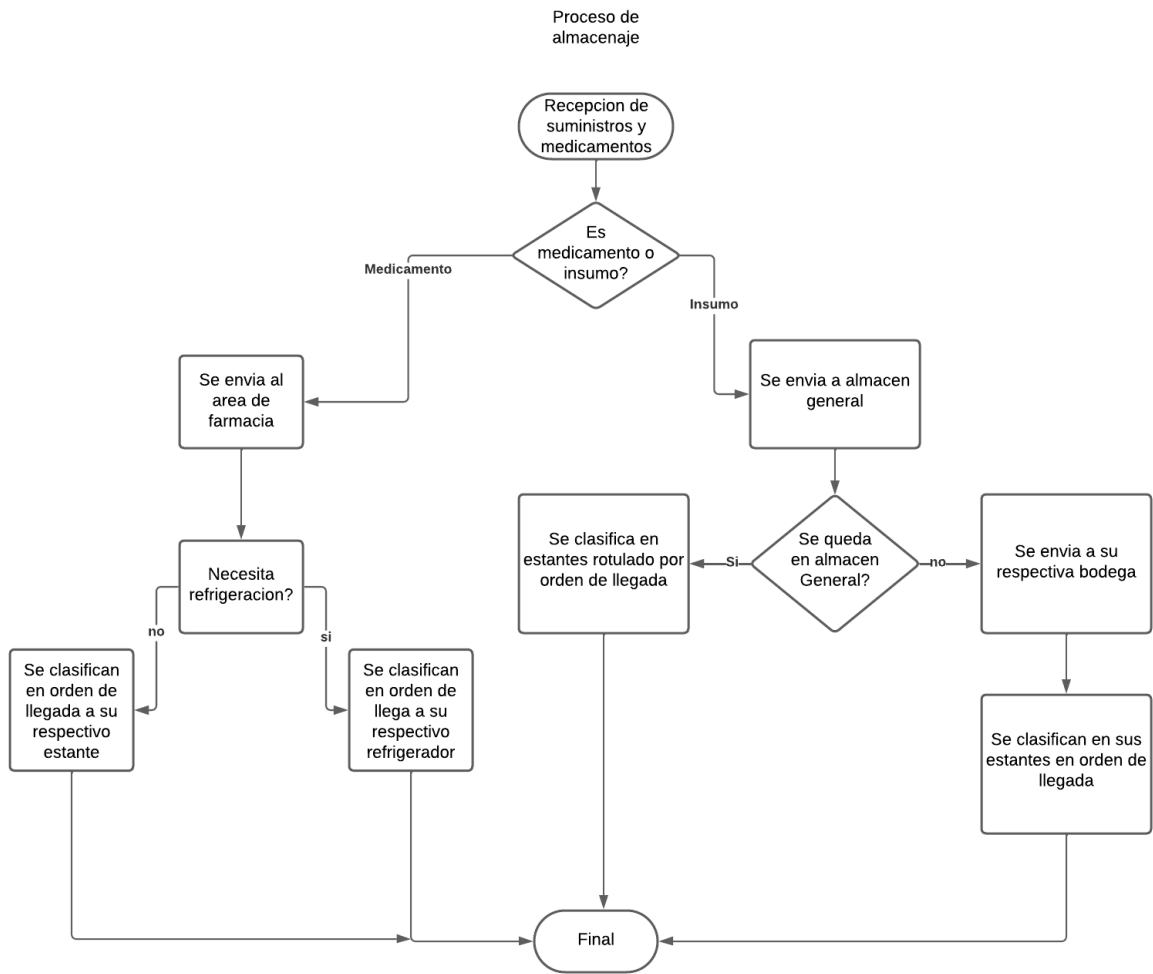 Proceso de
almacenaje
Recepcion de
suministros y
medicamentos
Es
medicamento o
insumo?
Medicamento
Insumo
Se envia al
area de
farmacia
Se envia a almacen
general
Necesita
refrigeracion?
no
si
Se clasifican
en orden de
llegada a su
respectivo
estante
Se clasifican
en orden de
llega a su
respectivo
refrigerador
Se queda
en almacen
General?
Si
no
Se clasifica en
estantes rotulado por
orden de llegada
Se envia a su
respectiva bodega
Se clasifican en sus
estantes en orden de
llegada
Final